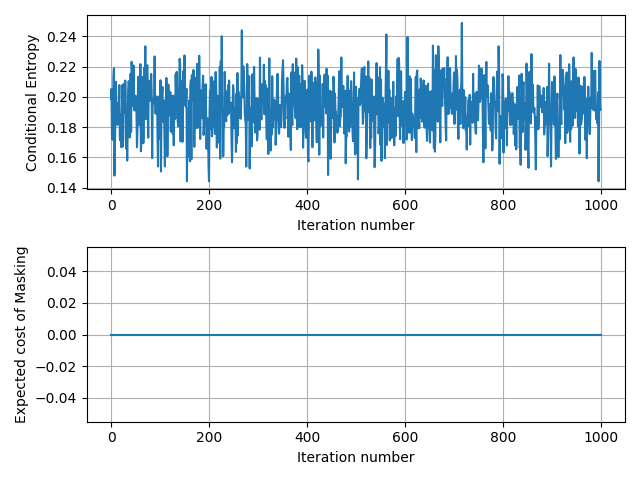 Conditional Entropy
0.24
0.22
0.20
0.18
0.16
0.14
0 200 400 600 800 1000
Iteration number
Expected cost of Masking
0.04
0.02
0.00
−0.02
−0.04
0 200 400 600 800 1000
Iteration number